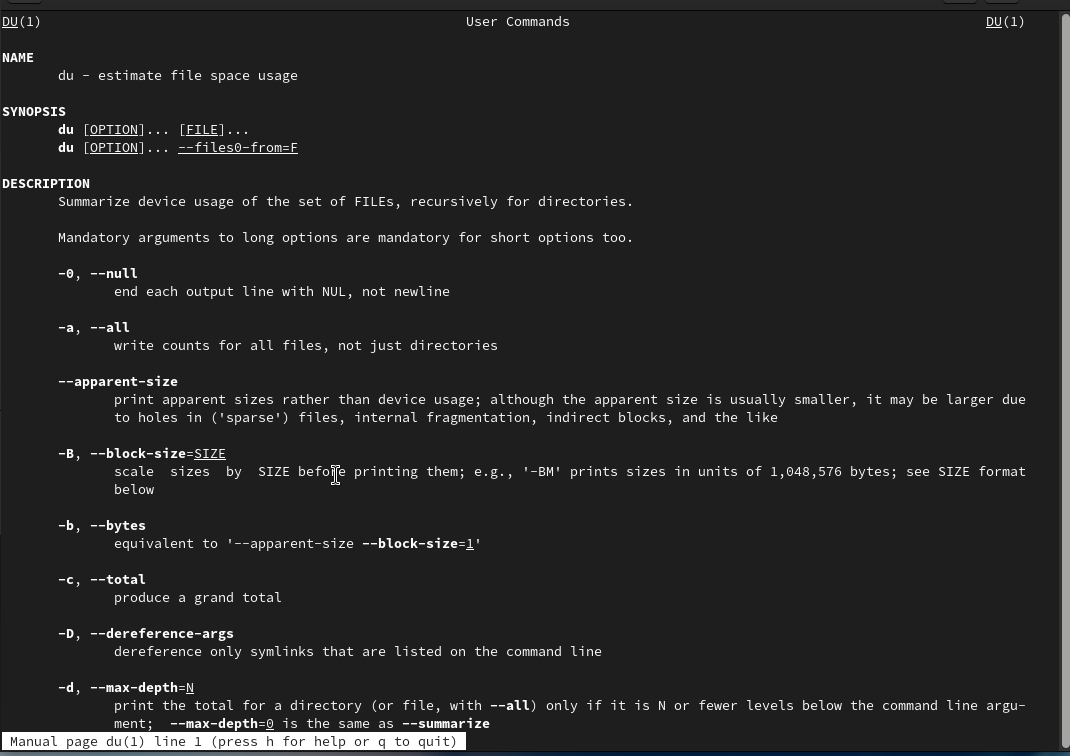 DU(1) User Commands DU(1)
NAME
du - estimate file space usage
SYNOPSIS
du [OPTION]... [FILE]...
du [OPTION]... --files0-from=F
DESCRIPTION
Summarize device usage of the set of FILEs, recursively for directories.
Mandatory arguments to long options are mandatory for short options too.
-0, --null
end each output line with NUL, not newline
-a, --all
write counts for all files, not just directories
--apparent-size
print apparent sizes rather than device usage; although the apparent size is usually smaller, it may be larger due
to holes in ('sparse') files, internal fragmentation, indirect blocks, and the like
-B, --block-size=SIZE
scale  sizes  by  SIZE before printing them; e.g., '-BM' prints sizes in units of 1,048,576 bytes; see SIZE format
below
-b, --bytes
equivalent to '--apparent-size --block-size=1'
-c, --total
produce a grand total
-D, --dereference-args
dereference only symlinks that are listed on the command line
-d, --max-depth=N
print the total for a directory (or file, with --all) only if it is N or fewer levels below the command line argu-
ment;  --max-depth=0 is the same as --summarize
Manual page du(1) line 1 (press h for help or q to quit)